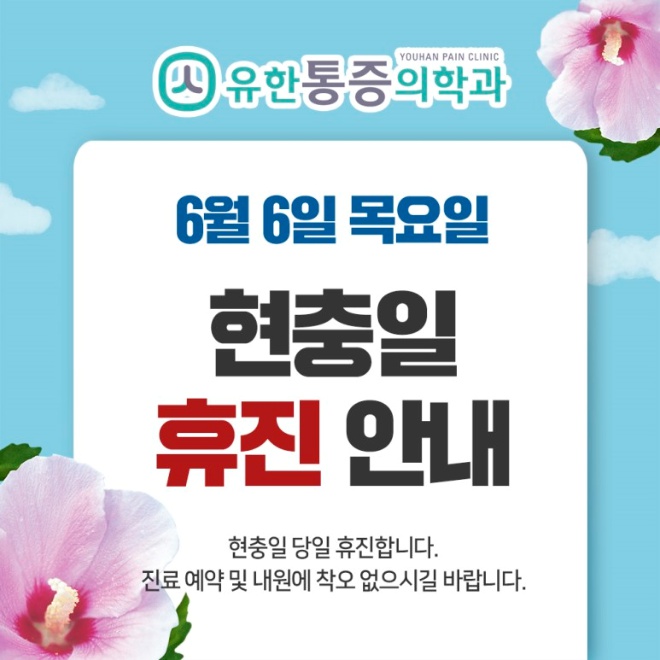 YOUHAN PAIN CLINIC
유한통증의학과
6월 6일 목요일
현충일
휴진 안내
현충일 당일 휴진합니다.
진료 예약 및 내원에 착오 없으시길 바랍니다.